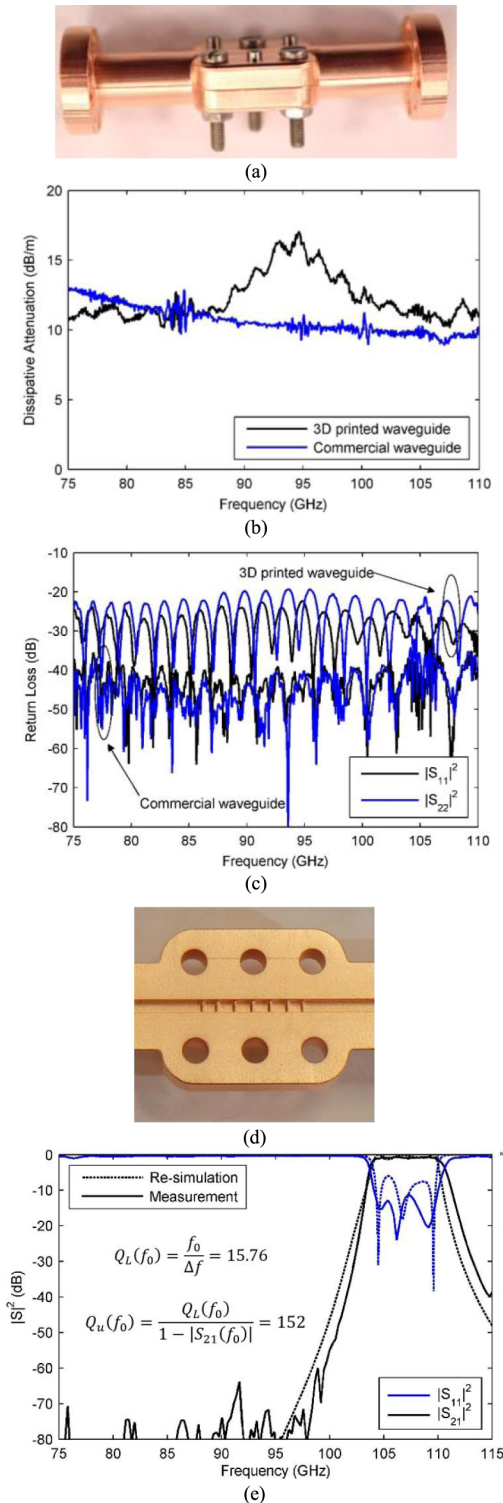 (a)
20
15
10
5
0
Dissipative Attenuation (dB/m)
3D printed waveguide
Commercial waveguide
75 80 85 90 95 100 105 110
Frequency (GHz)
(b)
-10
-20
-30
-40
-50
-60
-70
-80
Return Loss (dB)
3D printed waveguide
Commercial waveguide
|S₁₁|²
|S₂₂|²
75 80 85 90 95 100 105 110
Frequency (GHz)
(c)
(d)
0
-10
-20
-30
-40
-50
-60
-70
-80
|S|² (dB)
Re-simulation
Measurement
Q_L(f₀) = f₀/Δf = 15.76
Q_u(f₀) = Q_L(f₀)/(1 − |S₂₁(f₀)|) = 152
|S₁₁|²
|S₂₁|²
75 80 85 90 95 100 105 110 115
Frequency (GHz)
(e)